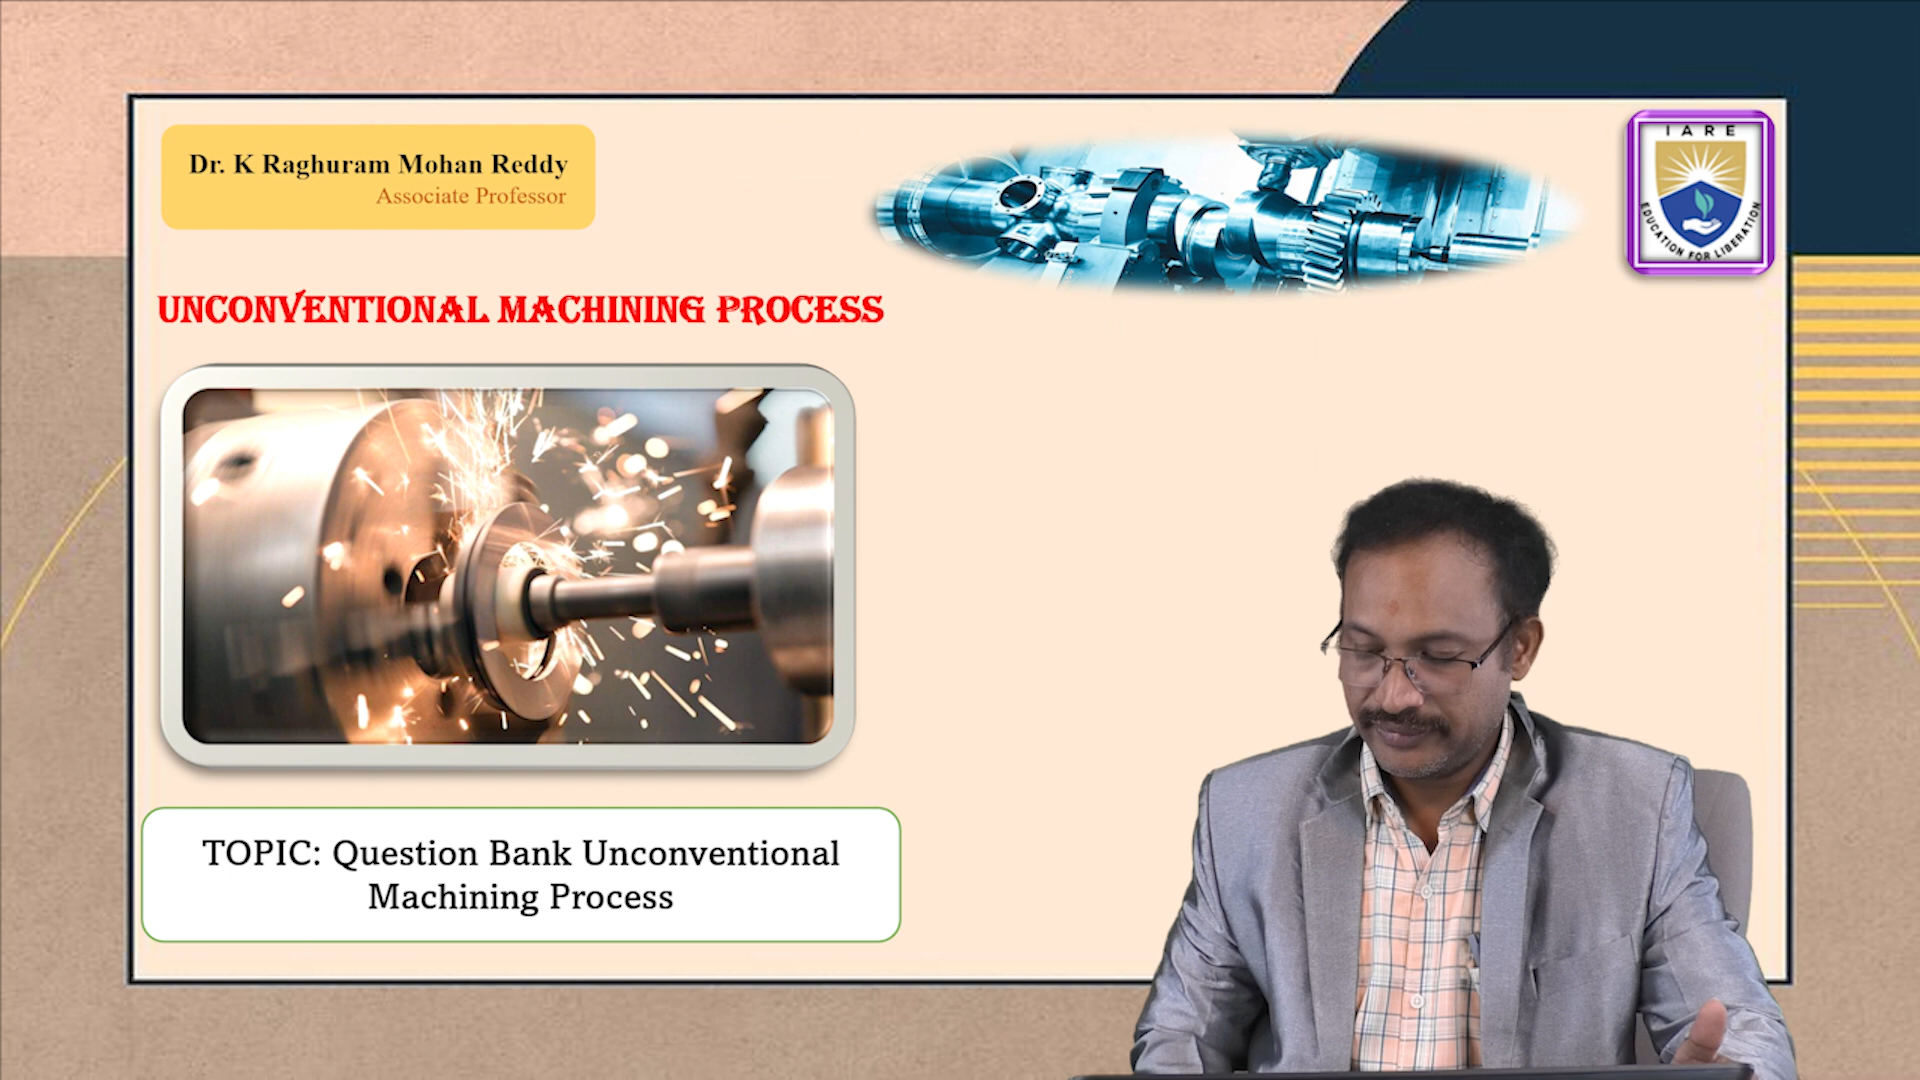 Dr. K Raghuram Mohan Reddy
Associate Professor
IARE
EDUCATION FOR LIBERATION
UNCONVENTIONAL MACHINING PROCESS
TOPIC: Question Bank Unconventional
Machining Process